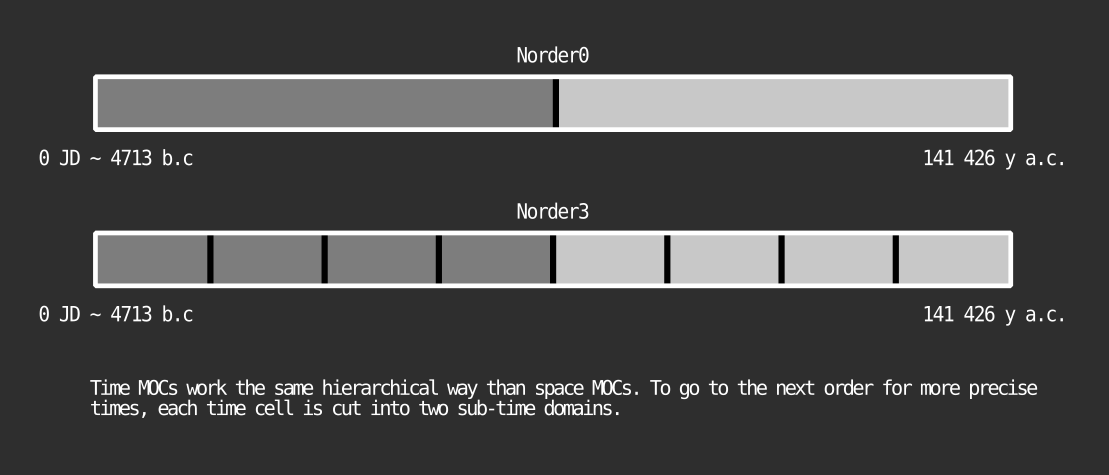 Norder0
0 JD ~ 4713 b.c
141 426 y a.c.
Norder3
0 JD ~ 4713 b.c
141 426 y a.c.
Time MOCs work the same hierarchical way than space MOCs. To go to the next order for more precise
times, each time cell is cut into two sub-time domains.